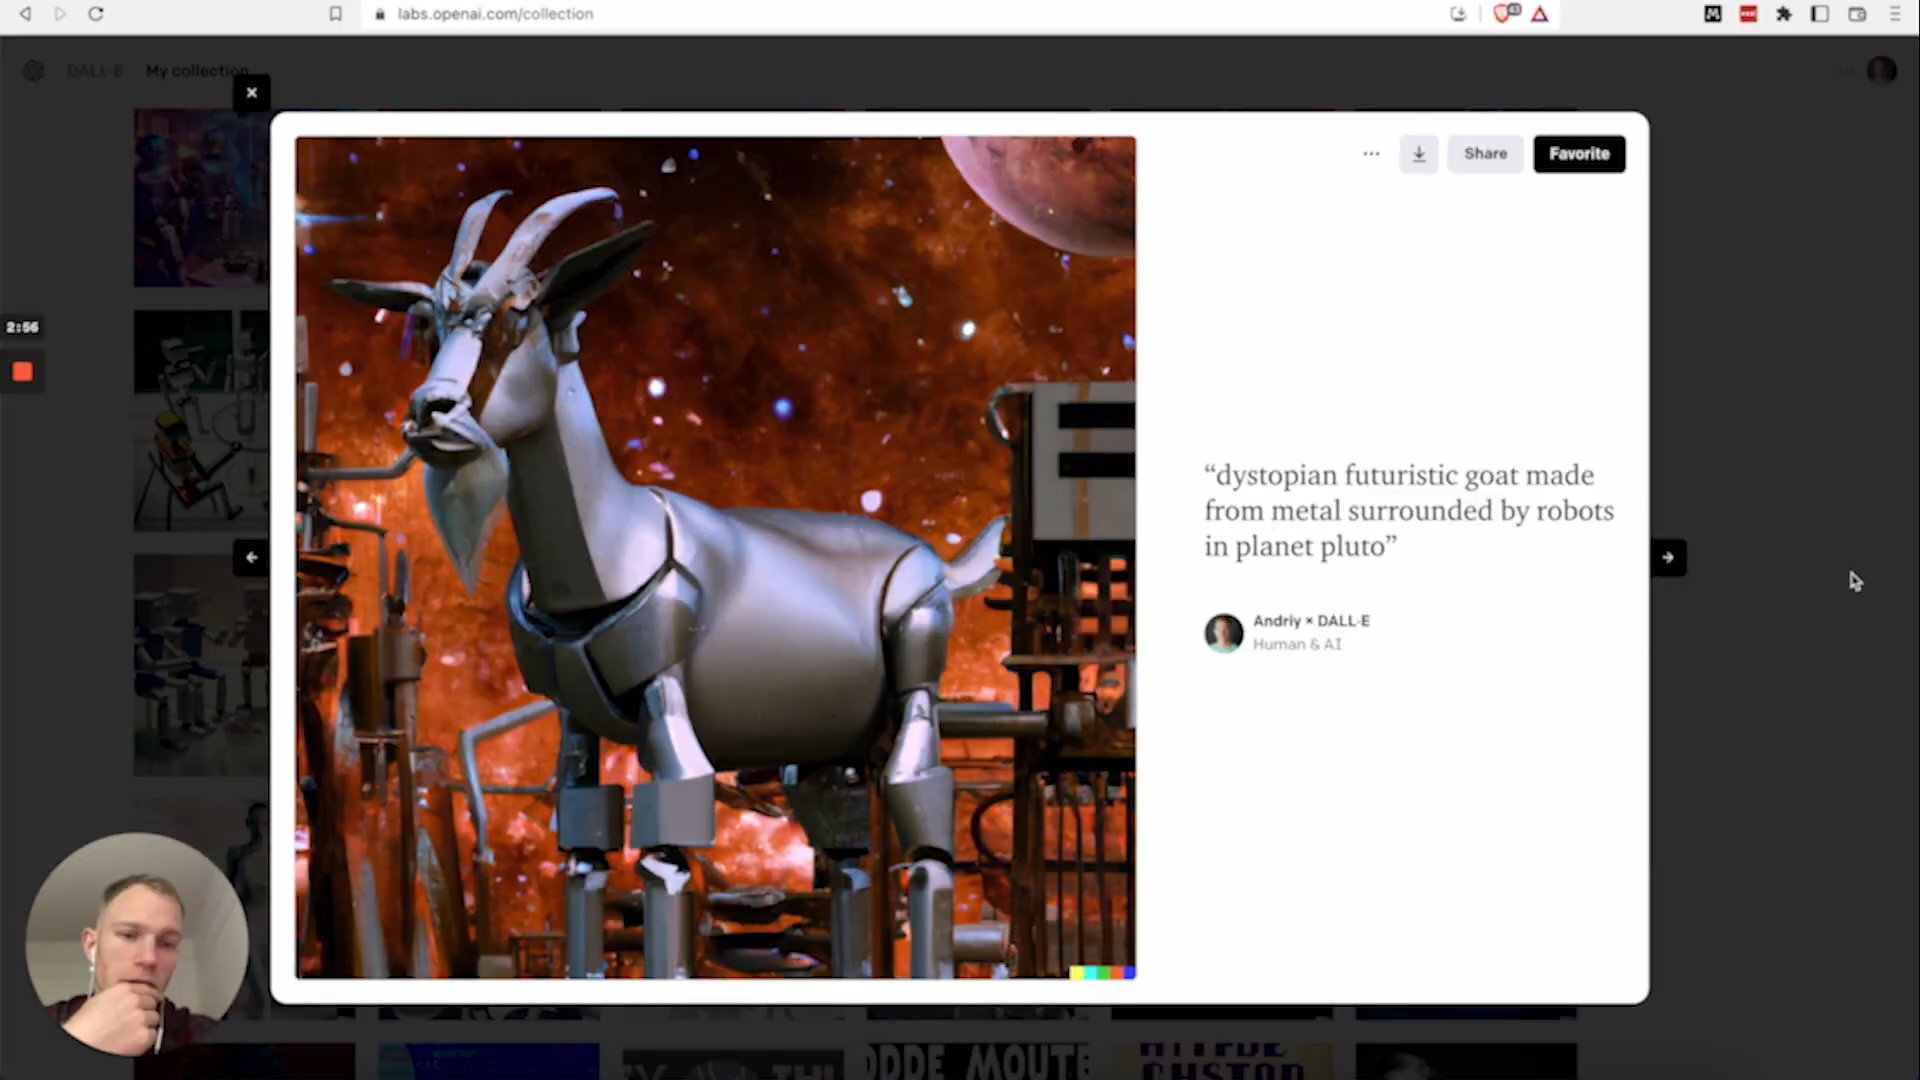 labs.openai.com/collection
DALL·E
My collection
Share
Favorite
2:56
“dystopian futuristic goat made
from metal surrounded by robots
in planet pluto”
Andriy × DALL·E
Human & AI